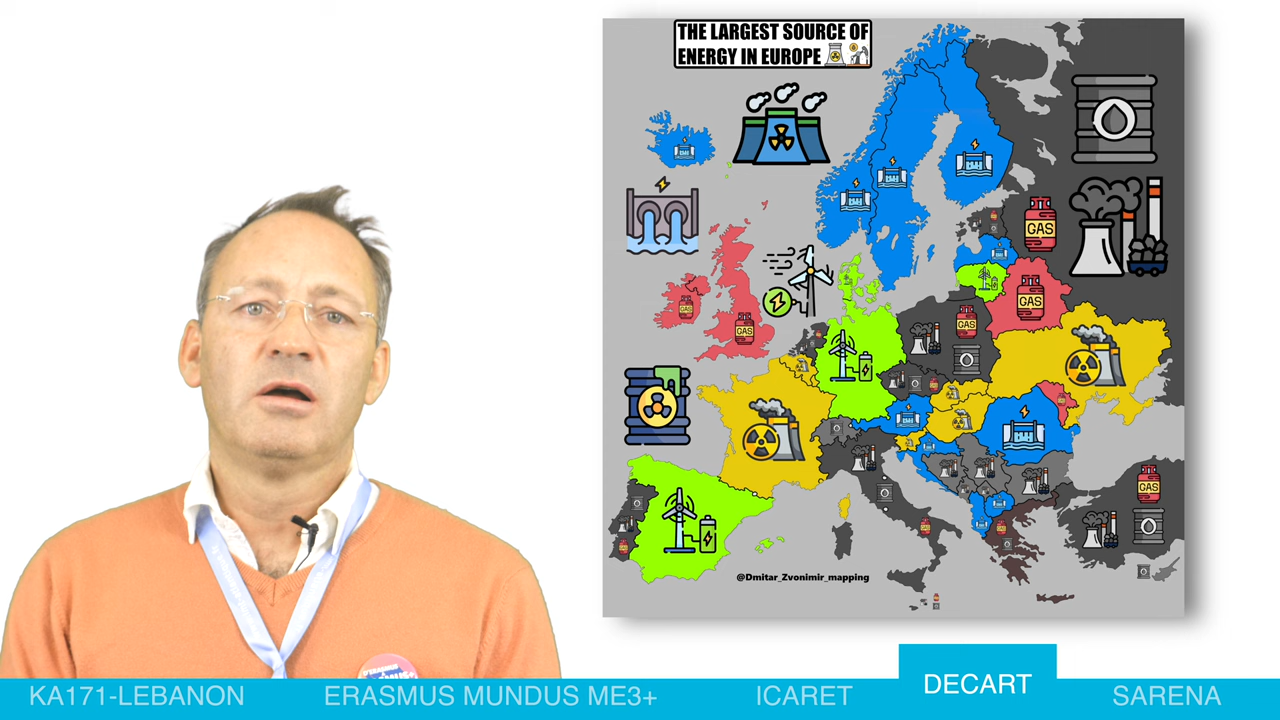 THE LARGEST SOURCE OF
ENERGY IN EUROPE
GAS
GAS
GAS
GAS
GAS
GAS
@Dmitar_Zvonimir_mapping
KA171-LEBANON
ERASMUS MUNDUS ME3+
ICARET
DECART
SARENA